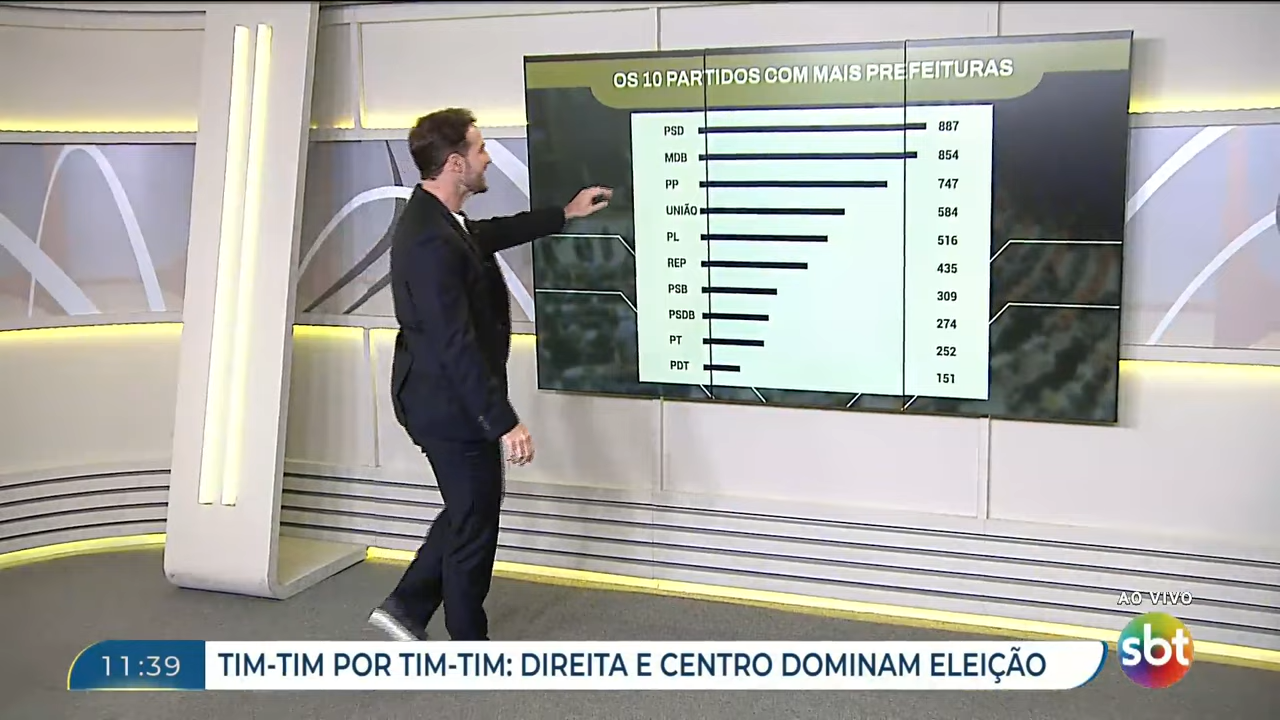 OS 10 PARTIDOS COM MAIS PREFEITURAS
PSD 887
MDB 854
PP 747
UNIÃO 584
PL 516
REP 435
PSB 309
PSDB 274
PT 252
PDT 151
AO VIVO
sbt
11:39 TIM-TIM POR TIM-TIM: DIREITA E CENTRO DOMINAM ELEIÇÃO